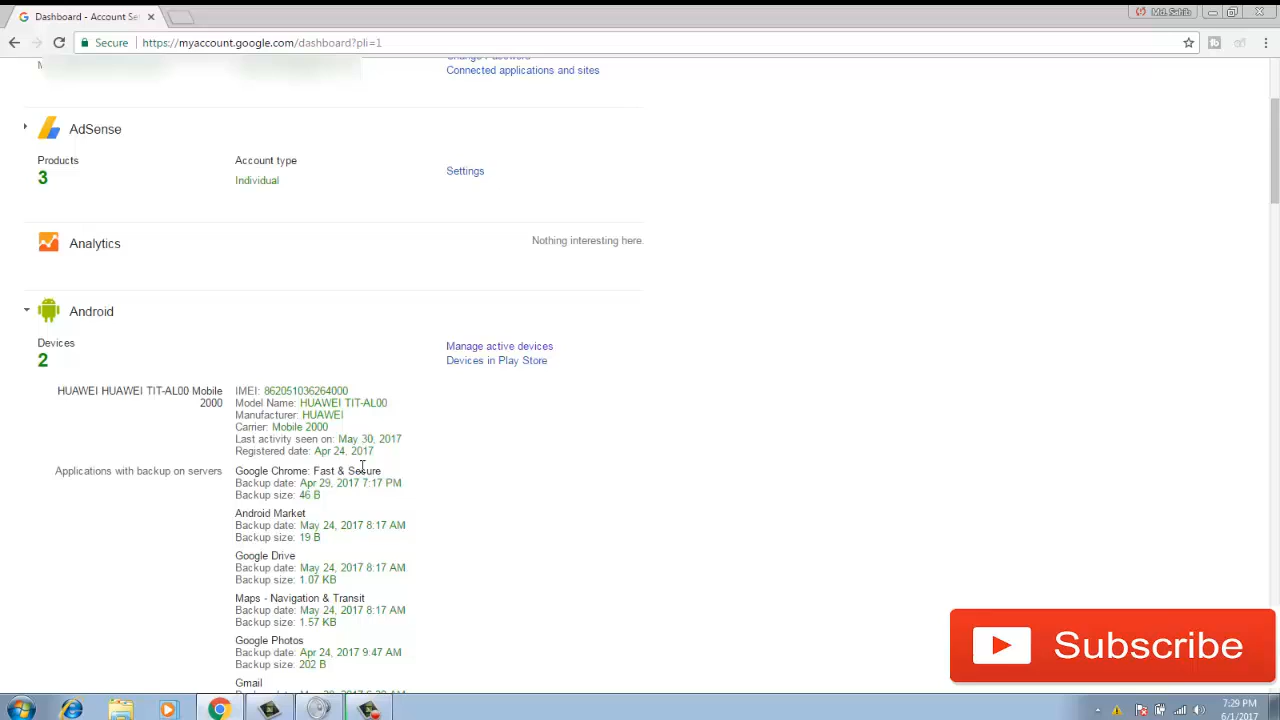 Dashboard - Account Set
Md. Sahib
Secure
https://myaccount.google.com/dashboard?pli=1
Change Password
Connected applications and sites
AdSense
Products
Account type
3
Individual
Settings
Analytics
Nothing interesting here.
Android
Devices
2
Manage active devices
Devices in Play Store
HUAWEI HUAWEI TIT-AL00 Mobile
2000
IMEI: 862051036264000
Model Name: HUAWEI TIT-AL00
Manufacturer: HUAWEI
Carrier: Mobile 2000
Last activity seen on: May 30, 2017
Registered date: Apr 24, 2017
Applications with backup on servers
Google Chrome: Fast & Secure
Backup date: Apr 29, 2017 7:17 PM
Backup size: 46 B
Android Market
Backup date: May 24, 2017 8:17 AM
Backup size: 19 B
Google Drive
Backup date: May 24, 2017 8:17 AM
Backup size: 1.07 KB
Maps - Navigation & Transit
Backup date: May 24, 2017 8:17 AM
Backup size: 1.57 KB
Google Photos
Backup date: Apr 24, 2017 9:47 AM
Backup size: 202 B
Gmail
Subscribe
7:29 PM
6/1/2017